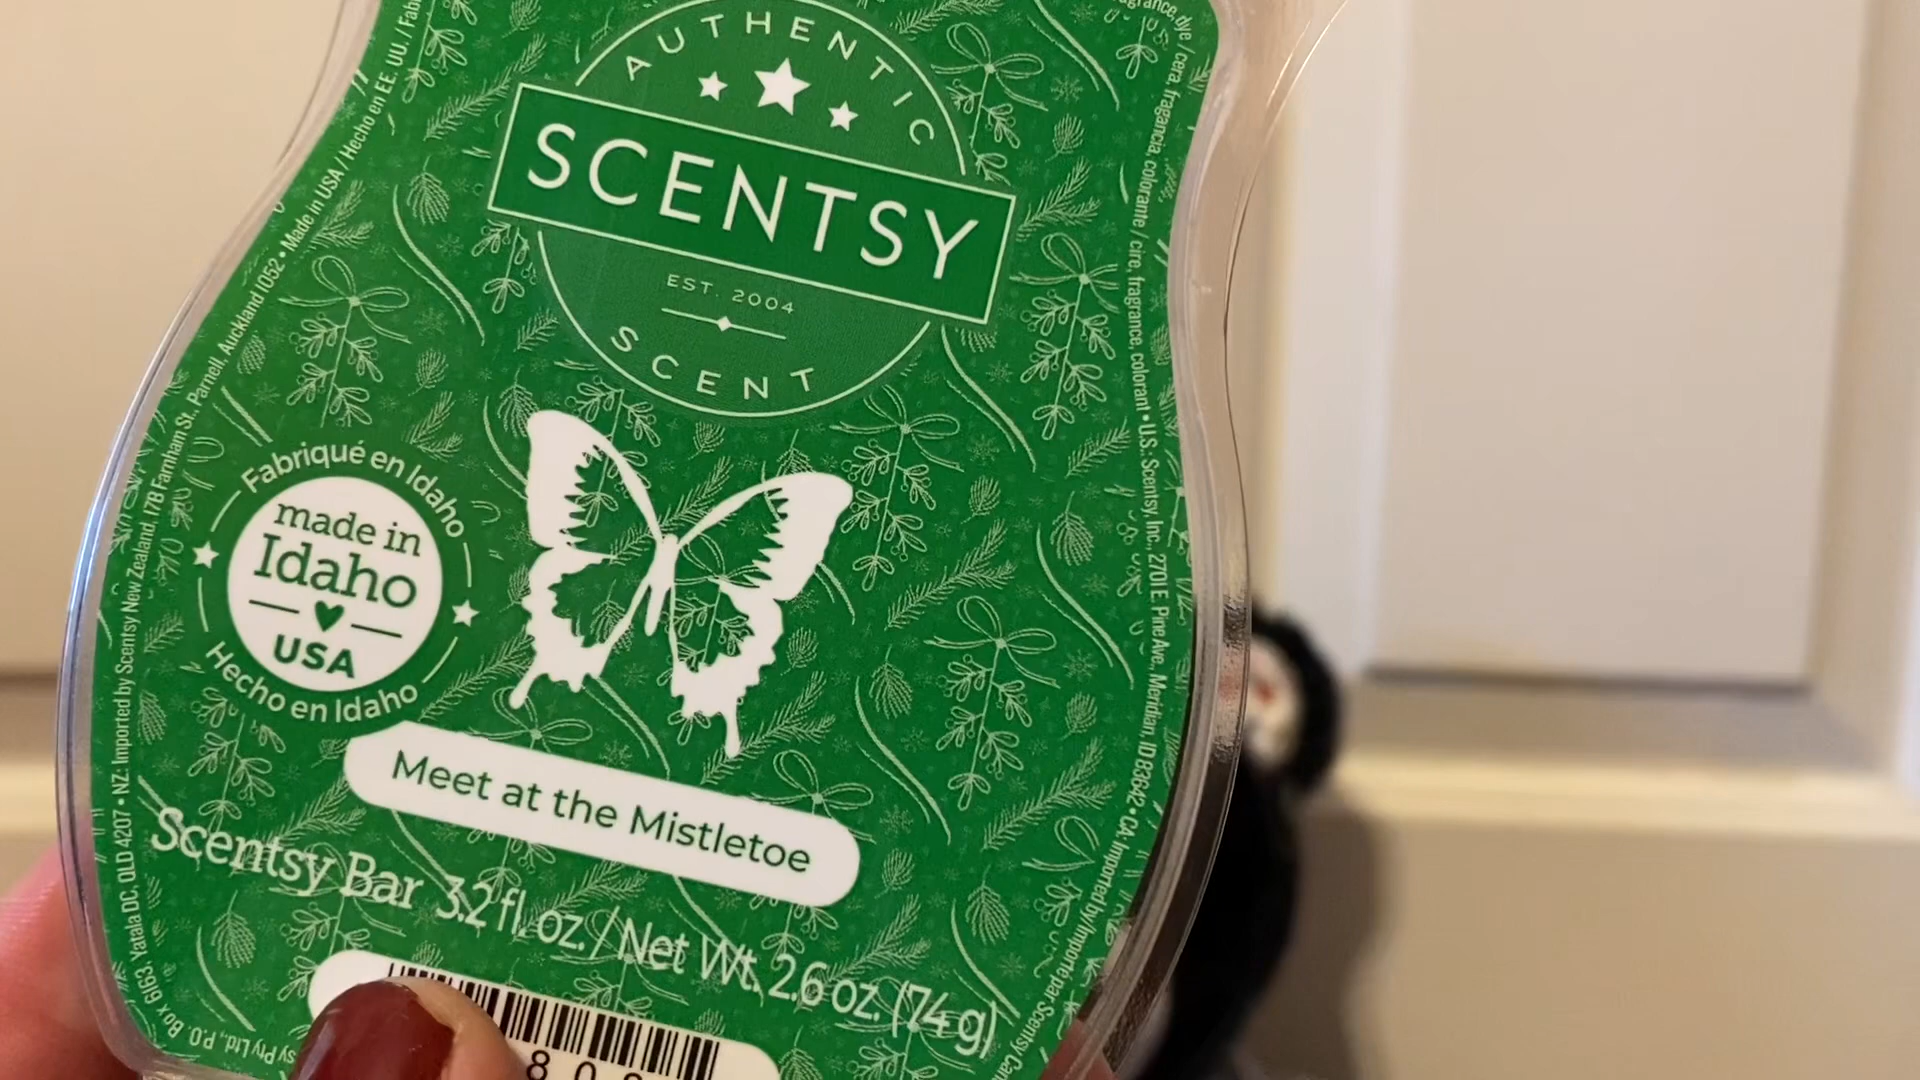 AUTHENTIC
SCENTSY
EST. 2004
SCENT
Fabriqué en Idaho
made in
Idaho
USA
Hecho en Idaho
Meet at the Mistletoe
Scentsy Bar 3.2 fl. oz. / Net Wt. 2.6 oz. (74 g)
80
6163 Yatala DC, QLD 4207 • NZ: Imported by Scentsy New Zealand, 17B Farnham St., Parnell, Auckland 1052 • Made in USA / Hecho en EE. UU. /
fragrance, dye / cera, fragancia, colorante / cire, fragrance, colorant • U.S.: Scentsy, Inc., 2701 E. Pine Ave., Meridian, ID 83642 • CA: Imported by/Importé par Scentsy
Pty Ltd., P.O. Box